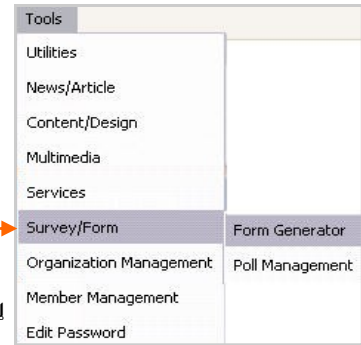 Tools
Utilities
News/Article
Content/Design
Multimedia
Services
Survey/Form
Form Generator
Organization Management
Poll Management
Member Management
Edit Password